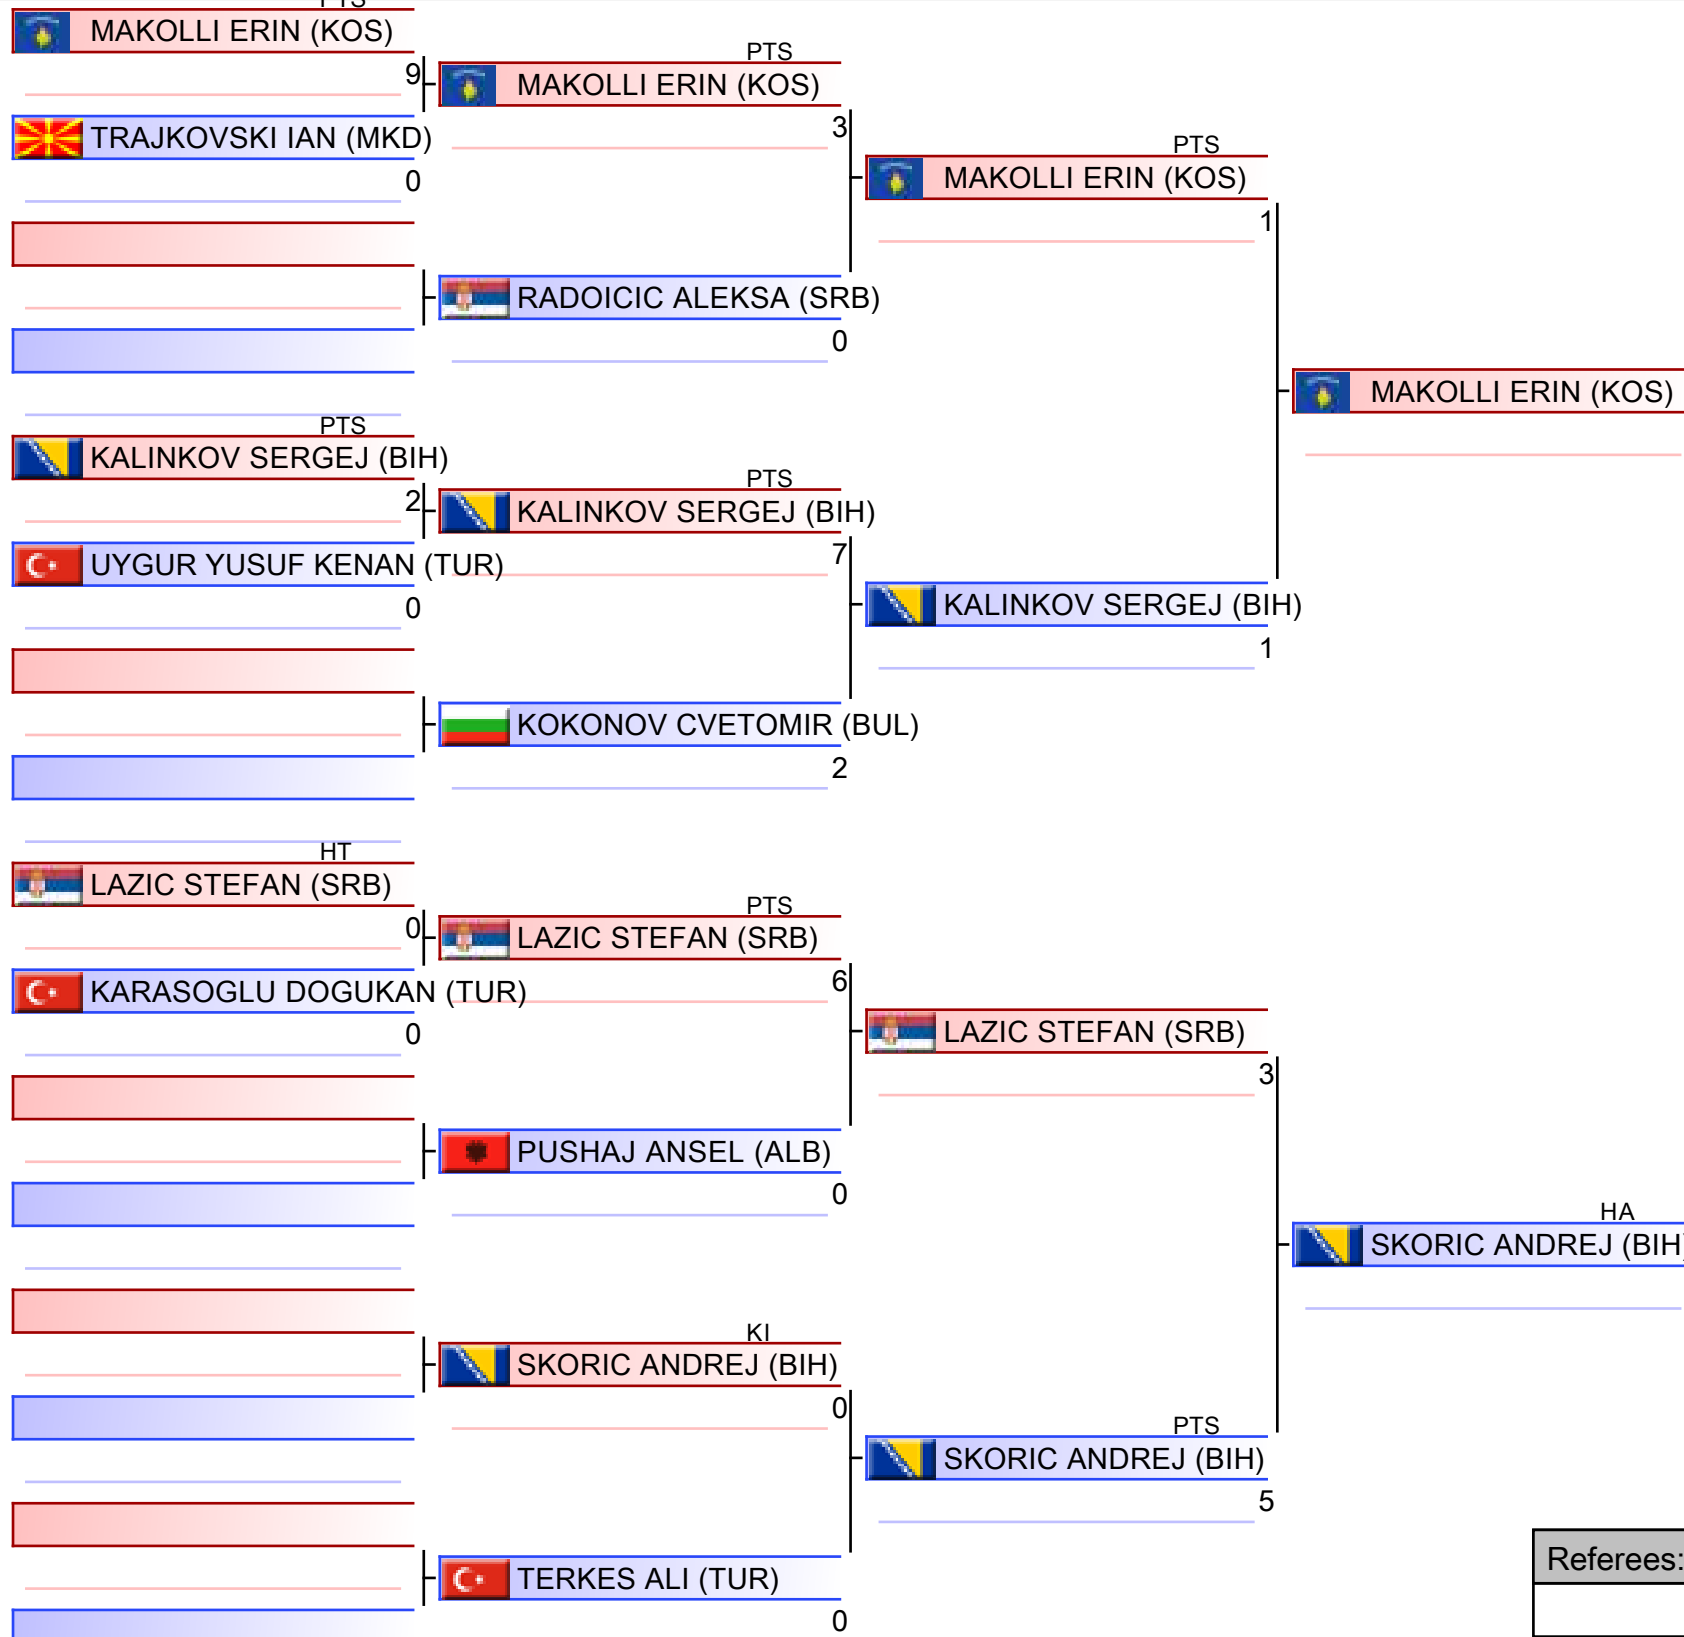 PTS
MAKOLLI ERIN (KOS)
9
TRAJKOVSKI IAN (MKD)
0
PTS
KALINKOV SERGEJ (BIH)
2
UYGUR YUSUF KENAN (TUR)
0
HT
LAZIC STEFAN (SRB)
0
KARASOGLU DOGUKAN (TUR)
0
PTS
MAKOLLI ERIN (KOS)
3
RADOICIC ALEKSA (SRB)
0
PTS
KALINKOV SERGEJ (BIH)
7
KOKONOV CVETOMIR (BUL)
2
PTS
LAZIC STEFAN (SRB)
6
PUSHAJ ANSEL (ALB)
0
KI
SKORIC ANDREJ (BIH)
0
TERKES ALI (TUR)
0
PTS
MAKOLLI ERIN (KOS)
1
KALINKOV SERGEJ (BIH)
1
LAZIC STEFAN (SRB)
3
PTS
SKORIC ANDREJ (BIH)
5
MAKOLLI ERIN (KOS)
HA
SKORIC ANDREJ (BIH)
Referees: